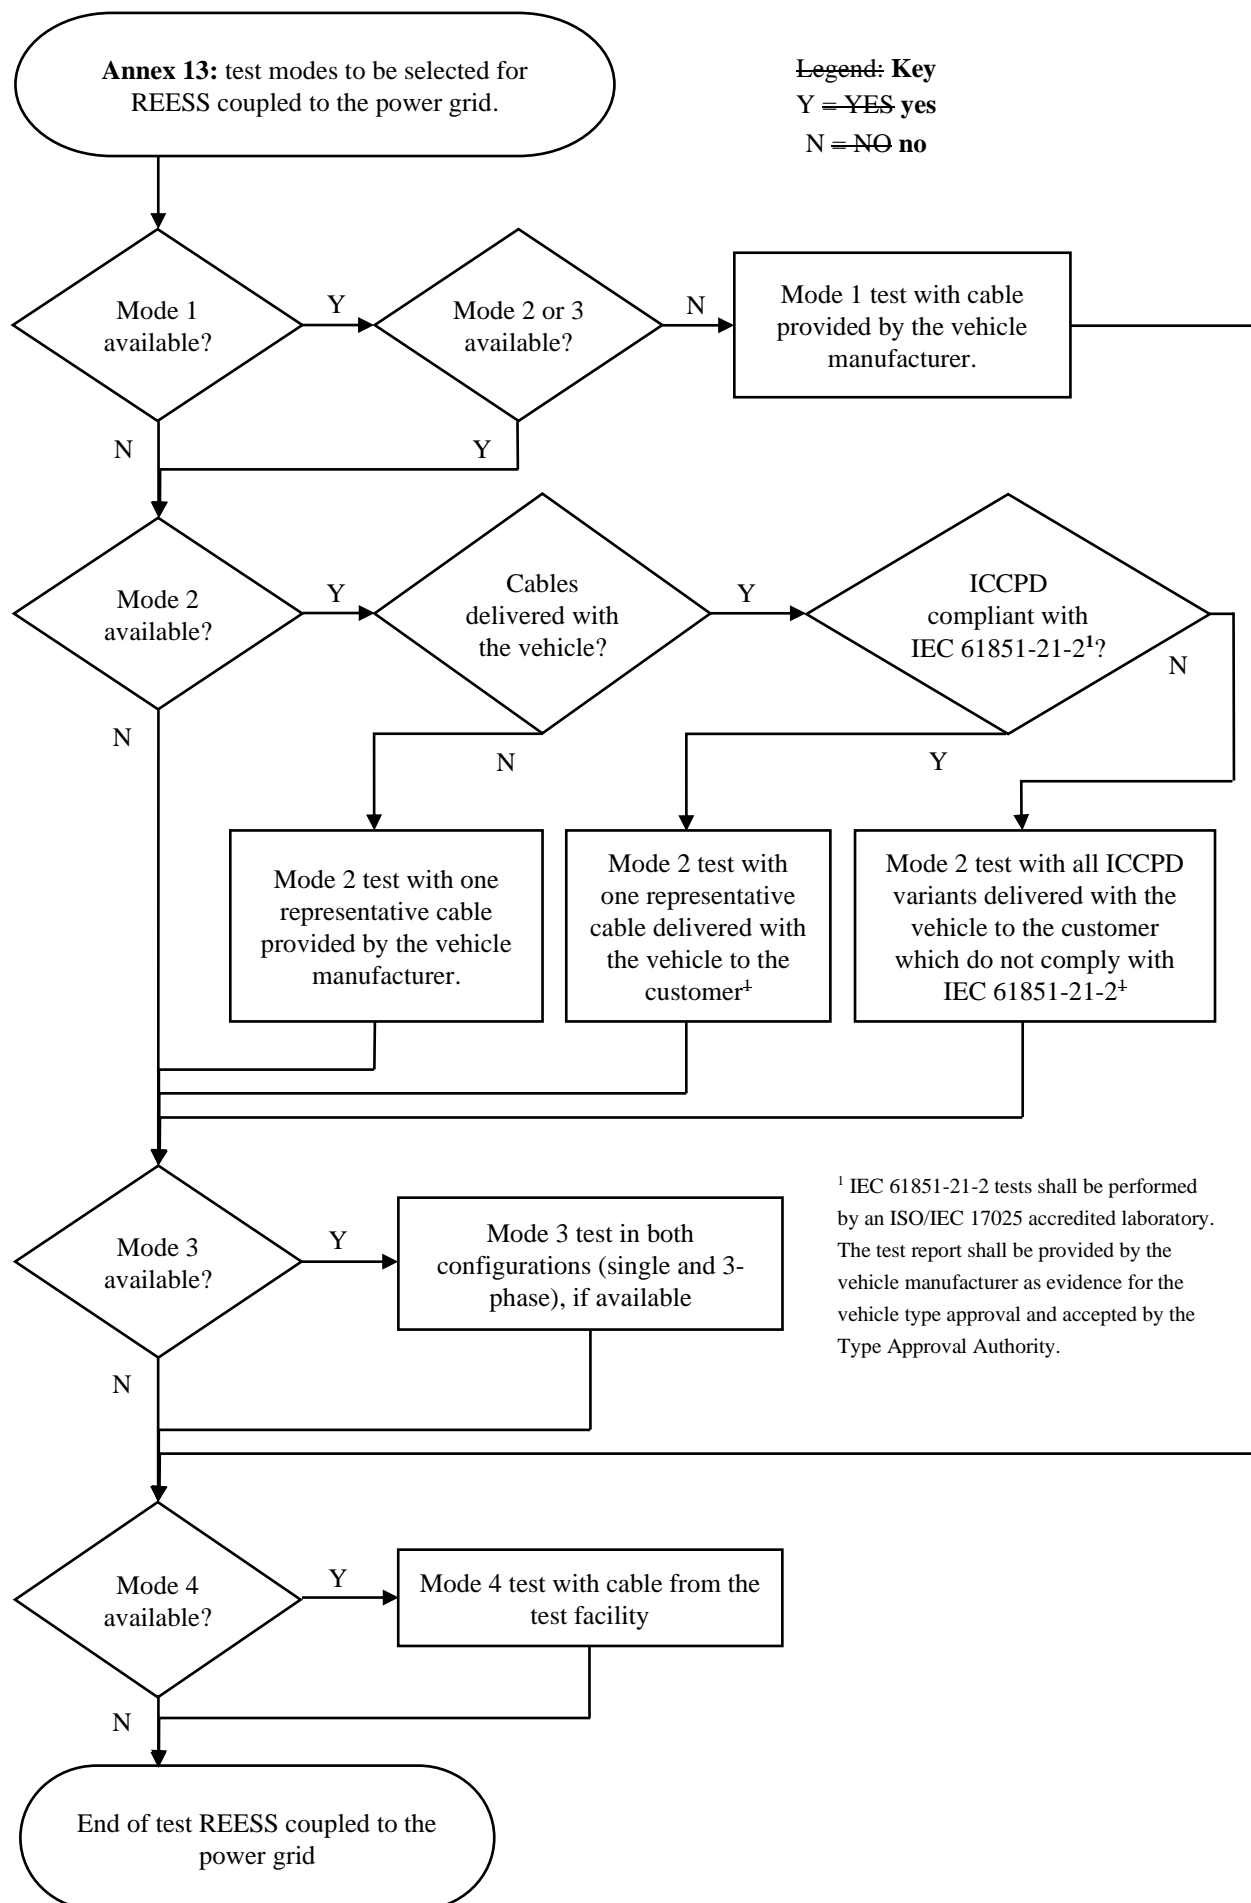 Annex 13: test modes to be selected for
REESS coupled to the power grid.
Legend: Key
Y = YES yes
N = NO no
Mode 1
available?
Y
Mode 2 or 3
available?
N
Mode 1 test with cable
provided by the vehicle
manufacturer.
N
Y
Mode 2
available?
Y
Cables
delivered with
the vehicle?
Y
ICCPD
compliant with
IEC 61851-21-2¹?
N
N
N
Y
Mode 2 test with one
representative cable
provided by the vehicle
manufacturer.
Mode 2 test with
one representative
cable delivered with
the vehicle to the
customer¹
Mode 2 test with all ICCPD
variants delivered with the
vehicle to the customer
which do not comply with
IEC 61851-21-2¹
Mode 3
available?
Y
Mode 3 test in both
configurations (single and 3-
phase), if available
N
¹ IEC 61851-21-2 tests shall be performed
by an ISO/IEC 17025 accredited laboratory.
The test report shall be provided by the
vehicle manufacturer as evidence for the
vehicle type approval and accepted by the
Type Approval Authority.
Mode 4
available?
Y
Mode 4 test with cable from the
test facility
N
End of test REESS coupled to the
power grid